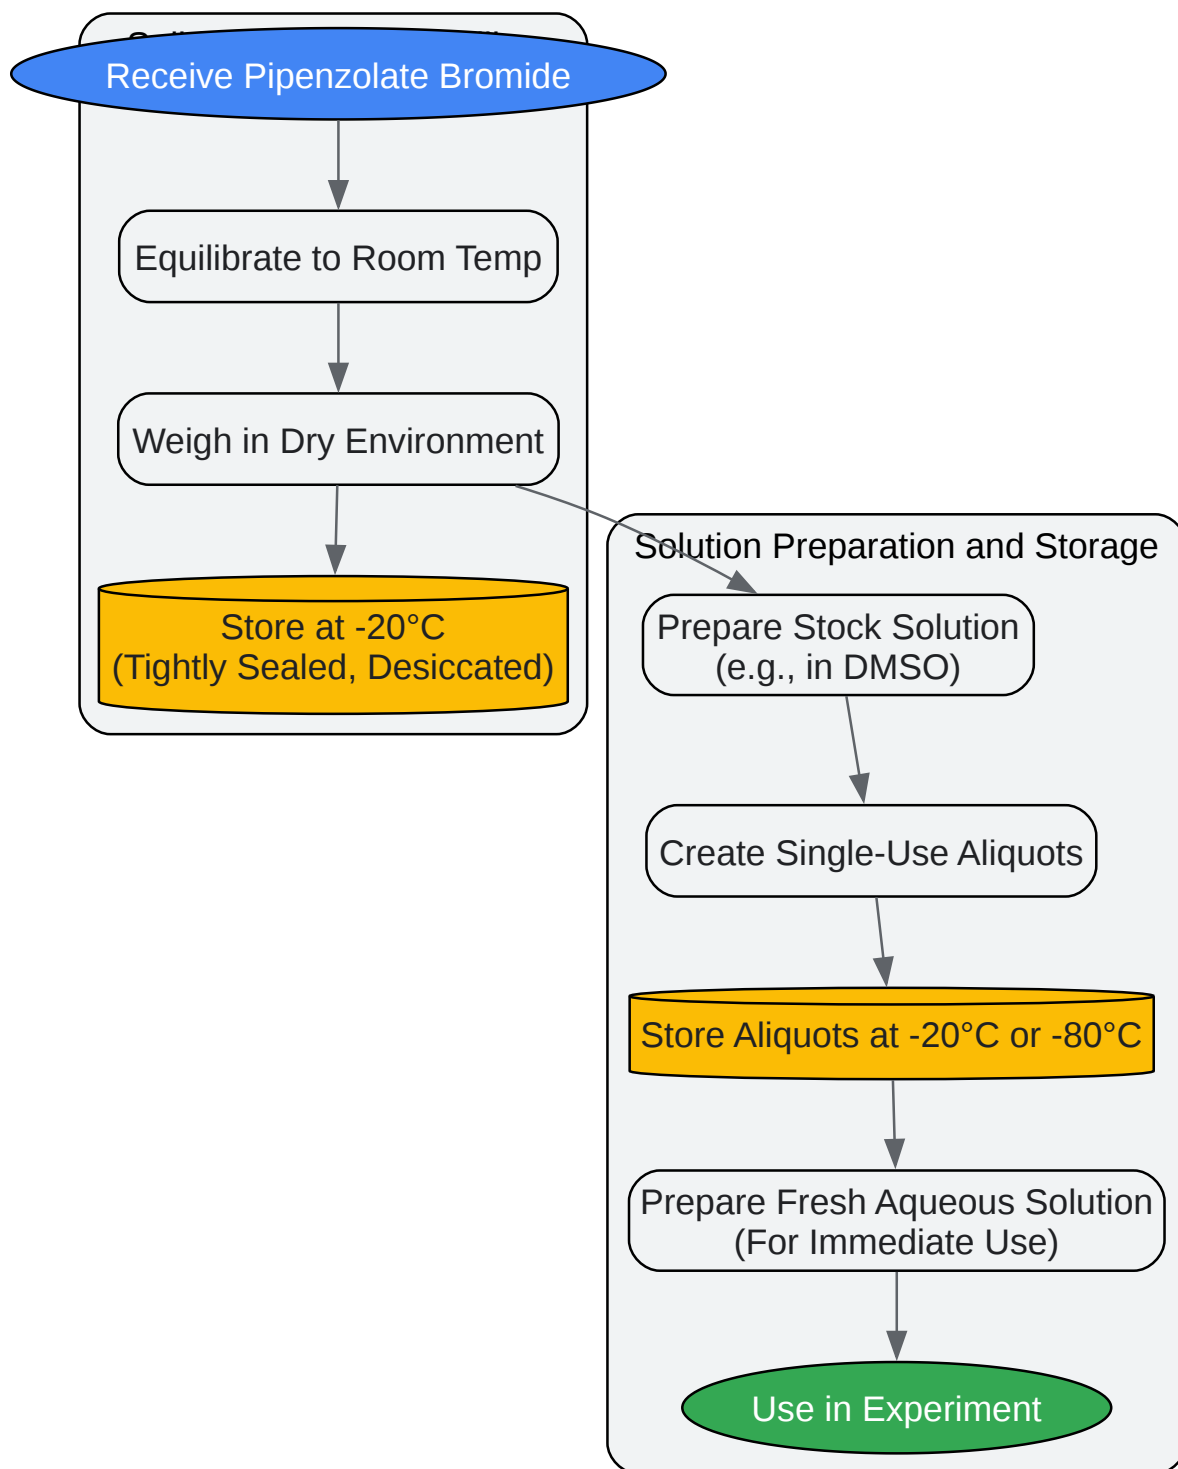 Receive Pipenzolate Bromide
Equilibrate to Room Temp
Weigh in Dry Environment
Store at -20°C
(Tightly Sealed, Desiccated)
Solution Preparation and Storage
Prepare Stock Solution
(e.g., in DMSO)
Create Single-Use Aliquots
Store Aliquots at -20°C or -80°C
Prepare Fresh Aqueous Solution
(For Immediate Use)
Use in Experiment